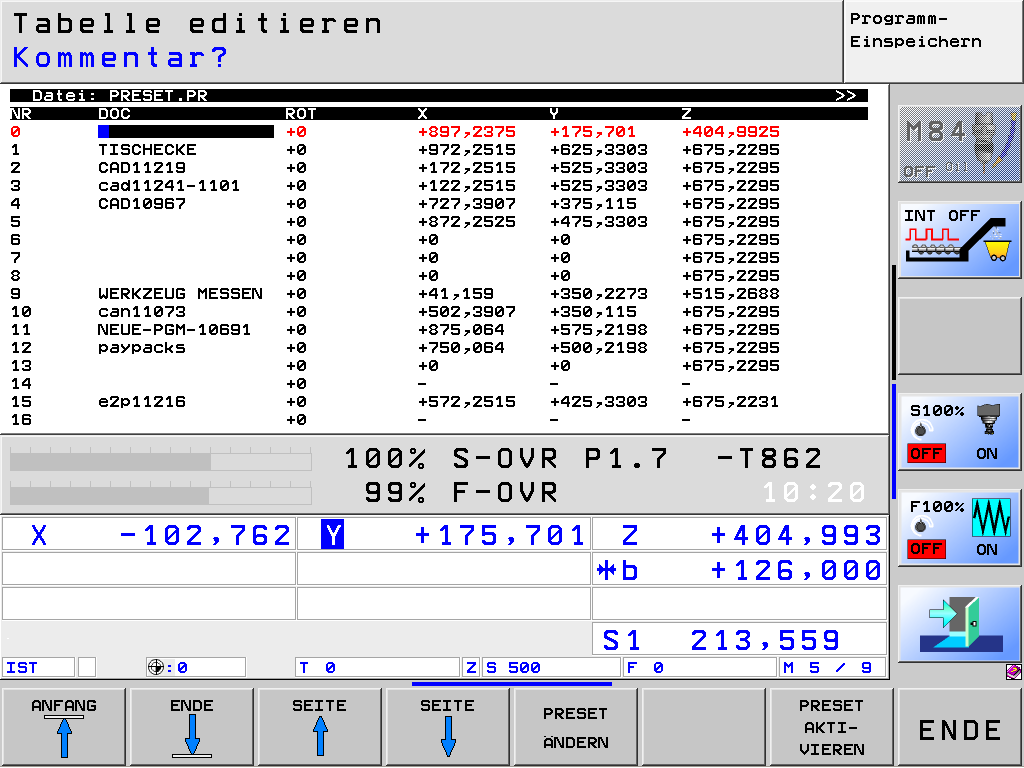 Tabelle editieren
Kommentar?
Programm-
Einspeichern
Datei: PRESET.PR >>
NR DOC ROT X Y Z
0 +0 +897,2375 +175,701 +404,9925
1 TISCHECKE +0 +972,2515 +625,3303 +675,2295
2 CAD11219 +0 +172,2515 +525,3303 +675,2295
3 cad11241-1101 +0 +122,2515 +525,3303 +675,2295
4 CAD10967 +0 +727,3907 +375,115 +675,2295
5 +0 +872,2525 +475,3303 +675,2295
6 +0 +0 +0 +675,2295
7 +0 +0 +0 +675,2295
8 +0 +0 +0 +675,2295
9 WERKZEUG MESSEN +0 +41,159 +350,2273 +515,2688
10 can11073 +0 +502,3907 +350,115 +675,2295
11 NEUE-PGM-10691 +0 +875,064 +575,2198 +675,2295
12 paypacks +0 +750,064 +500,2198 +675,2295
13 +0 +0 +0 +675,2295
14 +0 - - -
15 e2p11216 +0 +572,2515 +425,3303 +675,2231
16 +0 - - -
100% S-OVR P1.7 -T862
99% F-OVR 10:20
X -102,762 Y +175,701 Z +404,993
b +126,000
S1 213,559
IST :0 T 0 Z S 500 F 0 M 5 / 9
M84
OFF Oil
INT OFF
S100%
OFF ON
F100%
OFF ON
ANFANG
ENDE
SEITE
SEITE
PRESET
ÄNDERN
PRESET
AKTI-
VIEREN
ENDE